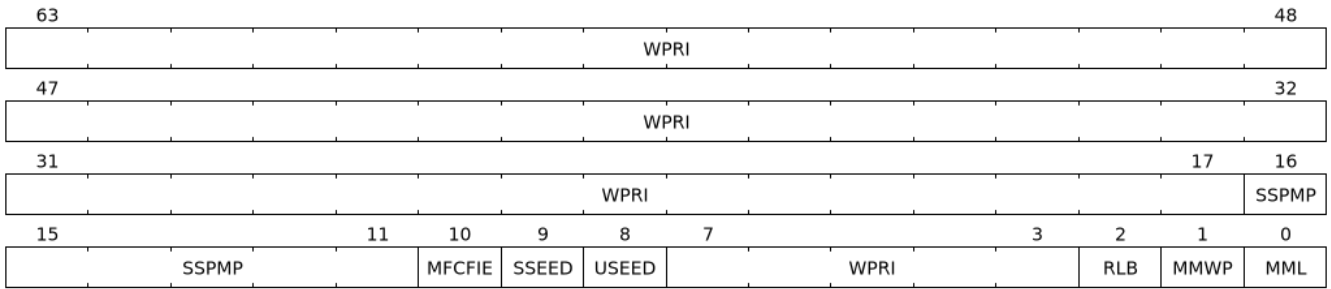 63 48
WPRI
47 32
WPRI
31 17 16
WPRI SSPMP
15 11 10 9 8 7 3 2 1 0
SSPMP MFCFIE SSEED USEED WPRI RLB MMWP MML